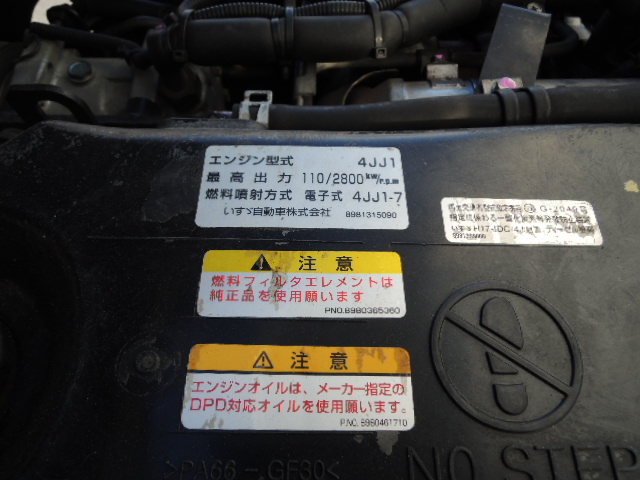 エンジン型式 4JJ1
最高出力 110/2800 kW/r.p.m
燃料噴射方式 電子式 4JJ1-7
いすゞ自動車株式会社 8981315090
注意
燃料フィルタエレメントは
純正品を使用願います
PNO.8980365360
注意
エンジンオイルは、メーカー指定の
DPD対応オイルを使用願います。
P.NO. 8980461710
>PA66-GF30<
NO STEP